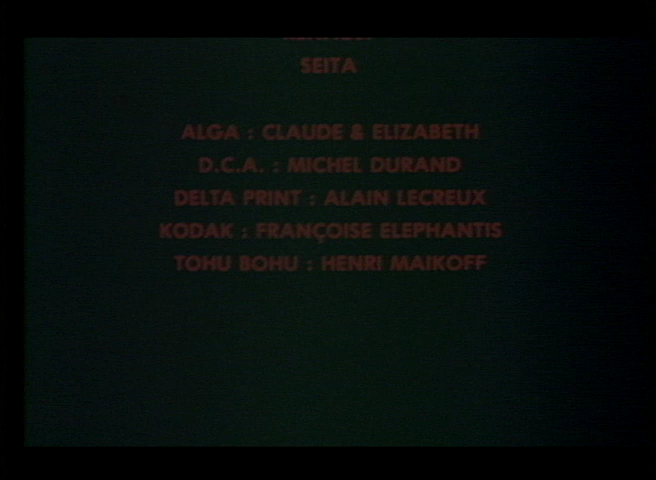 SEITA
ALGA : CLAUDE & ELIZABETH
D.C.A. : MICHEL DURAND
DELTA PRINT : ALAIN LECREUX
KODAK : FRANÇOISE ELEPHANTIS
TOHU BOHU : HENRI MAIKOFF